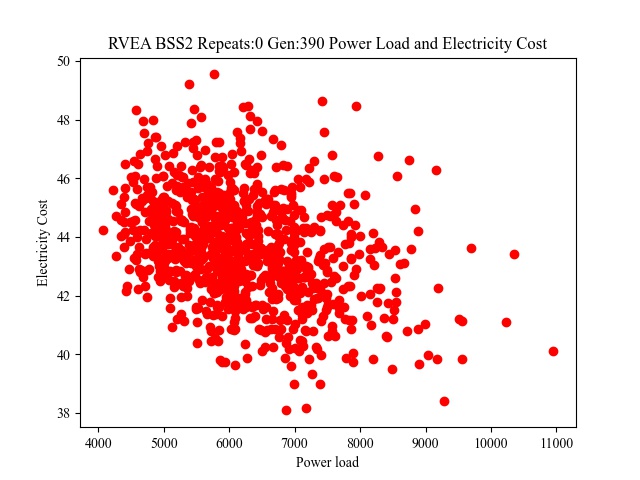 RVEA BSS2 Repeats:0 Gen:390 Power Load and Electricity Cost
50
48
46
44
42
40
38
Electricity Cost
4000 5000 6000 7000 8000 9000 10000 11000
Power load